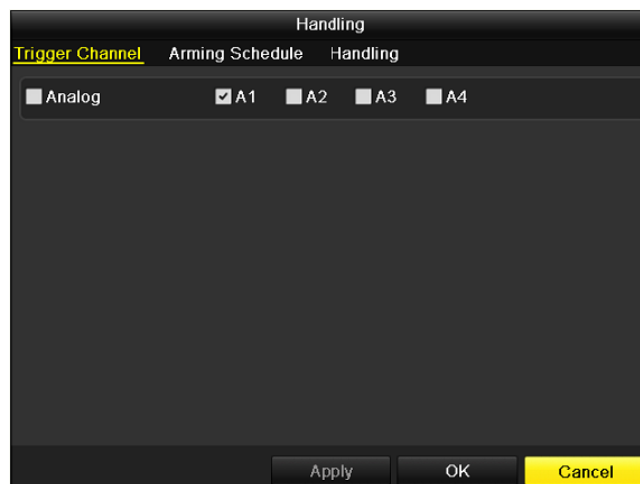 Handling
Trigger Channel Arming Schedule Handling
Analog A1 A2 A3 A4
Apply OK Cancel